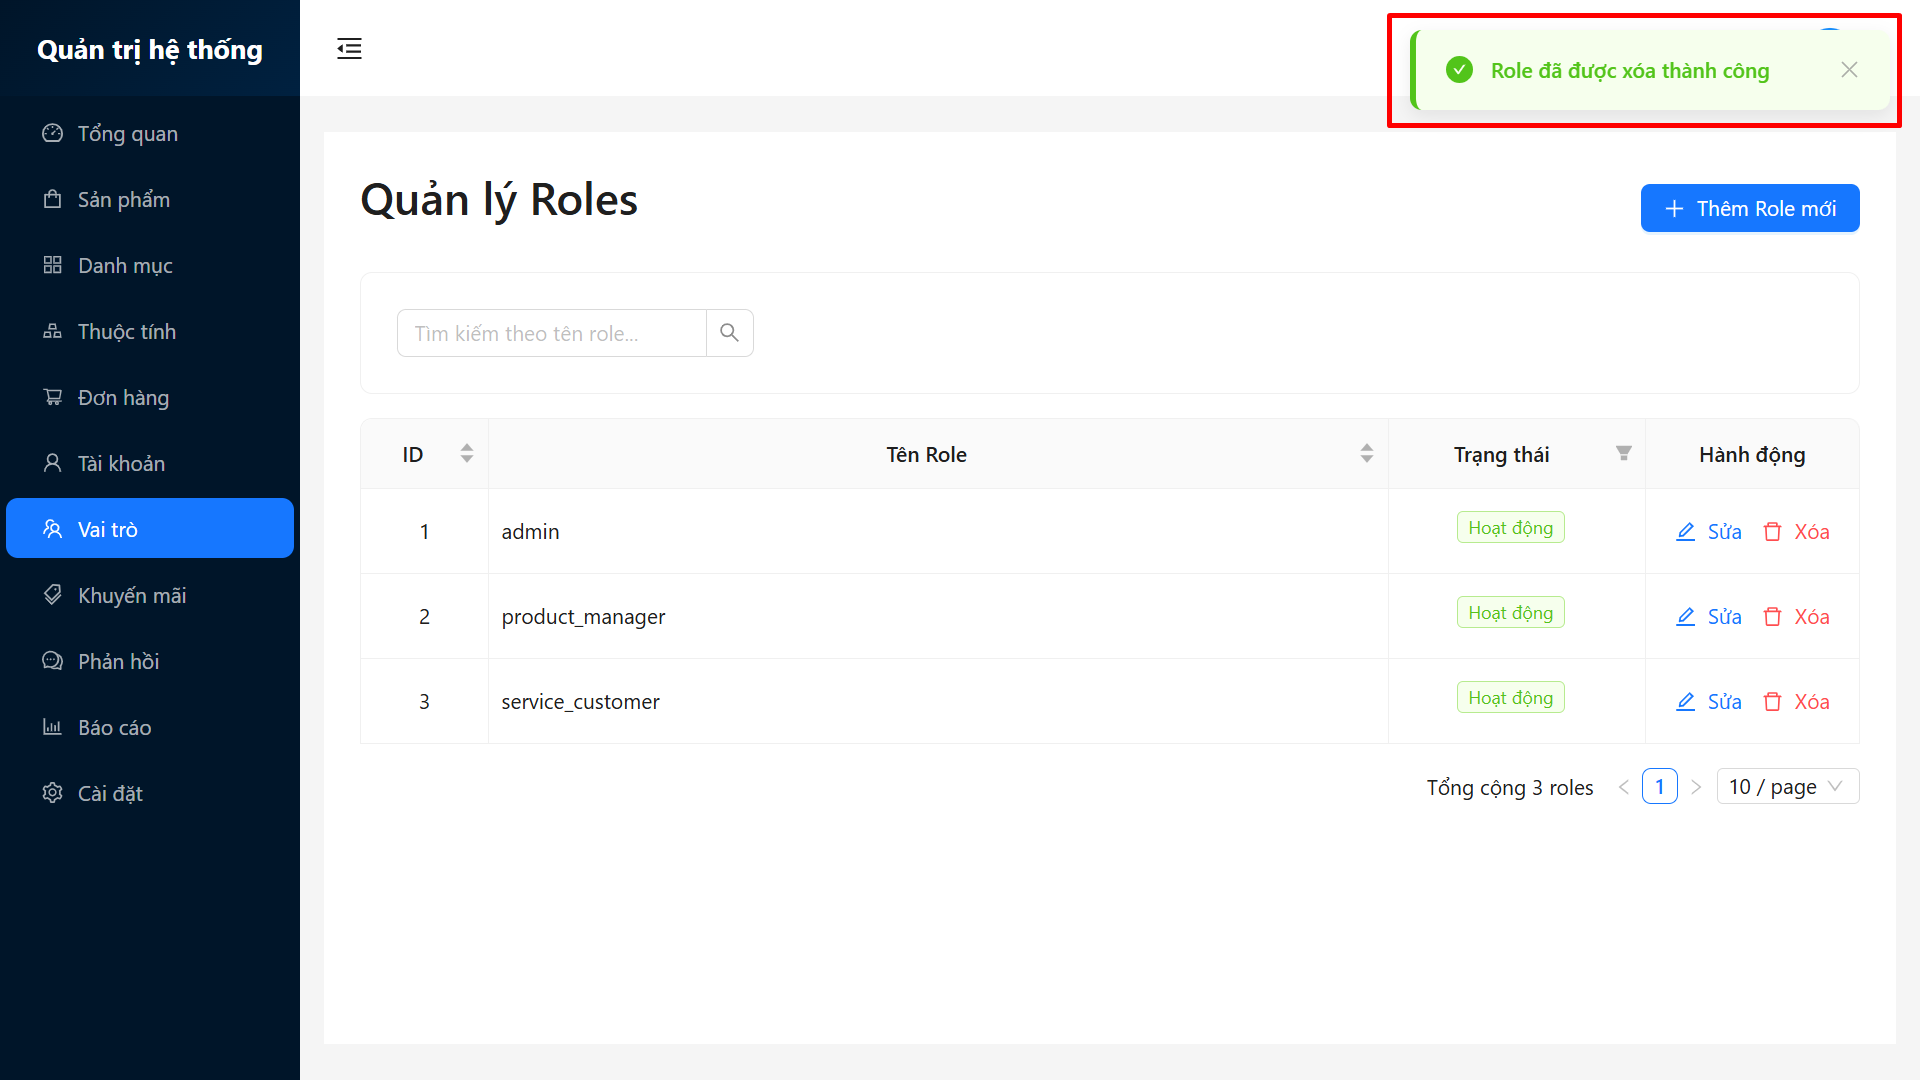 Quản trị hệ thống
Role đã được xóa thành công
Tổng quan
Sản phẩm
Danh mục
Thuộc tính
Đơn hàng
Tài khoản
Vai trò
Khuyến mãi
Phản hồi
Báo cáo
Cài đặt
Quản lý Roles
Thêm Role mới
Tìm kiếm theo tên role...
ID Tên Role Trạng thái Hành động
1 admin Hoạt động Sửa Xóa
2 product_manager Hoạt động Sửa Xóa
3 service_customer Hoạt động Sửa Xóa
Tổng cộng 3 roles 1 10 / page